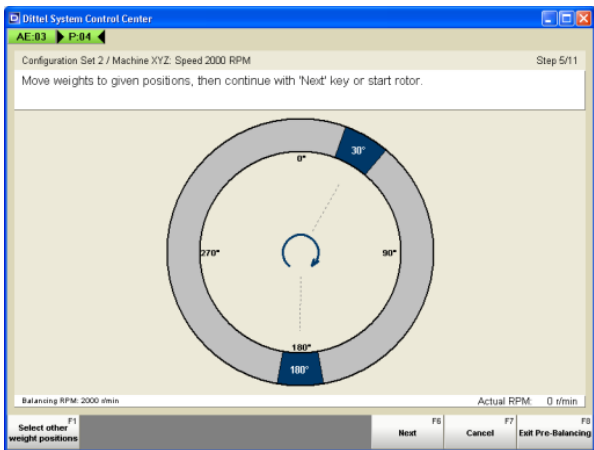 Dittel System Control Center
AE:03 P:04
Configuration Set 2 / Machine XYZ: Speed 2000 RPM Step 5/11
Move weights to given positions, then continue with 'Next' key or start rotor.
30°
0°
270° 90°
180°
180°
Balancing RPM: 2000 r/min Actual RPM: 0 r/min
F1 F6 F7 F8
Select other
weight positions Next Cancel Exit Pre-Balancing